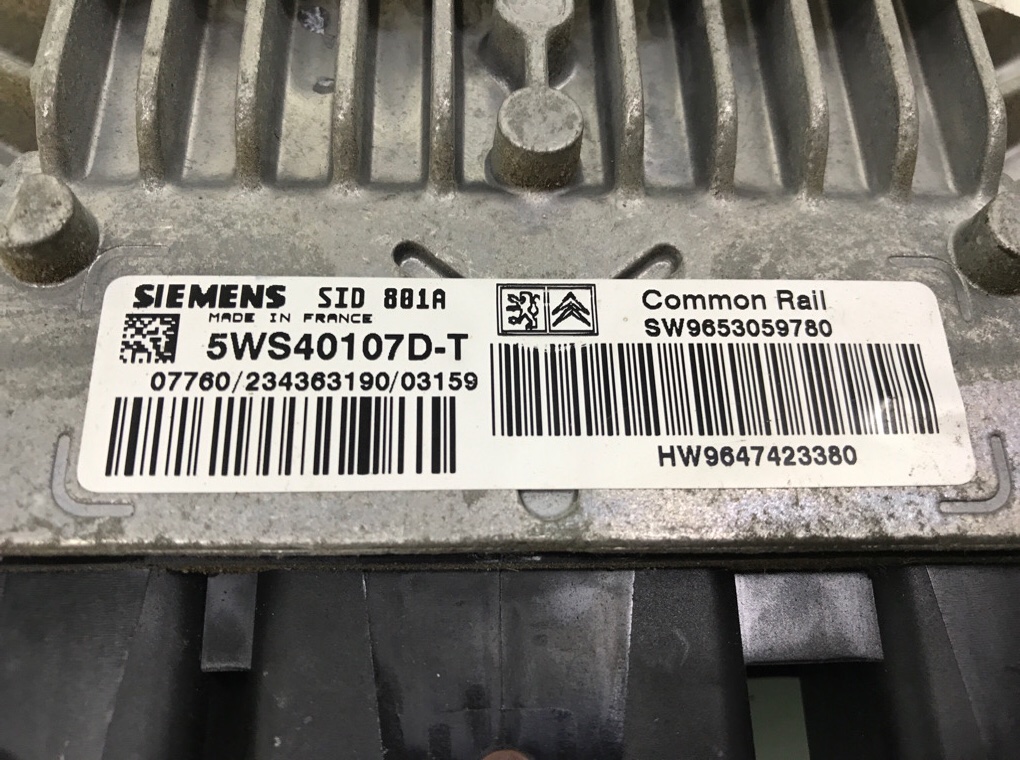 SIEMENS SID 801A
MADE IN FRANCE
5WS40107D-T
07760/234363190/03159
Common Rail
SW9653059780
HW9647423380